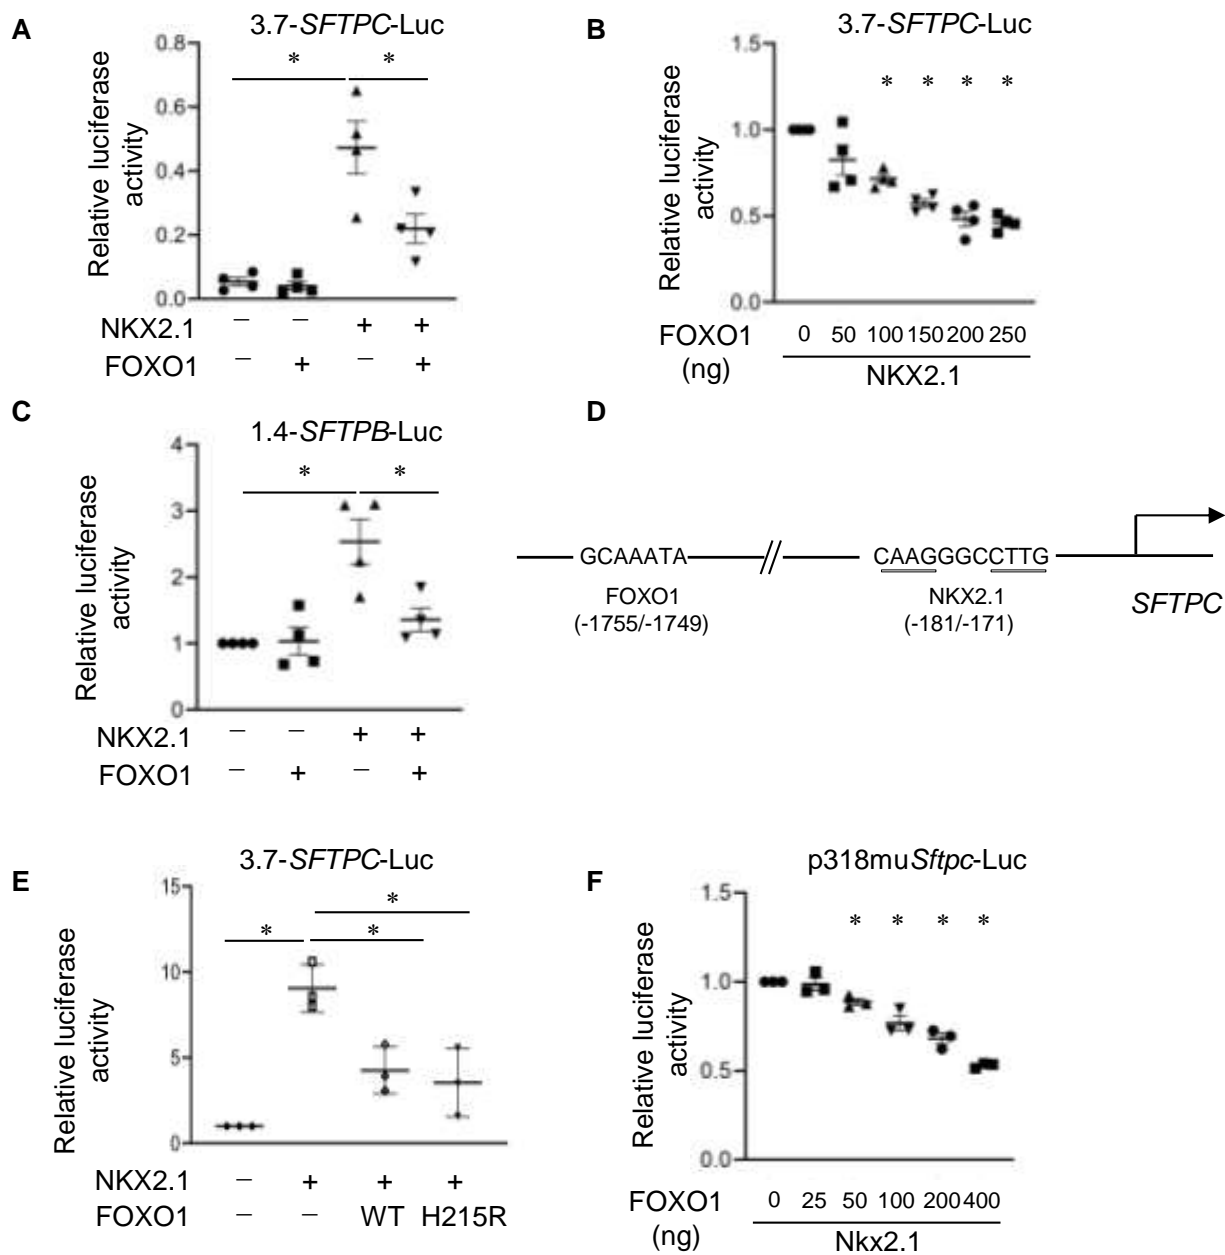 A
3.7-SFTPC-Luc
Relative luciferase
activity
0.8
0.6
0.4
0.2
0.0
* *
NKX2.1 – – + +
FOXO1 – + – +
B
3.7-SFTPC-Luc
Relative luciferase
activity
1.5
1.0
0.5
0.0
* * * *
FOXO1 0 50 100 150 200 250
(ng)
NKX2.1
C
1.4-SFTPB-Luc
Relative luciferase
activity
4
3
2
1
0
* *
NKX2.1 – – + +
FOXO1 – + – +
D
GCAAATA // CAAGGGCCTTG
FOXO1 NKX2.1 SFTPC
(-1755/-1749) (-181/-171)
E
3.7-SFTPC-Luc
Relative luciferase
activity
15
10
5
0
*
* *
NKX2.1 – + + +
FOXO1 – – WT H215R
F
p318muSftpc-Luc
Relative luciferase
activity
1.5
1.0
0.5
0.0
* * * *
FOXO1 0 25 50 100 200 400
(ng)
Nkx2.1